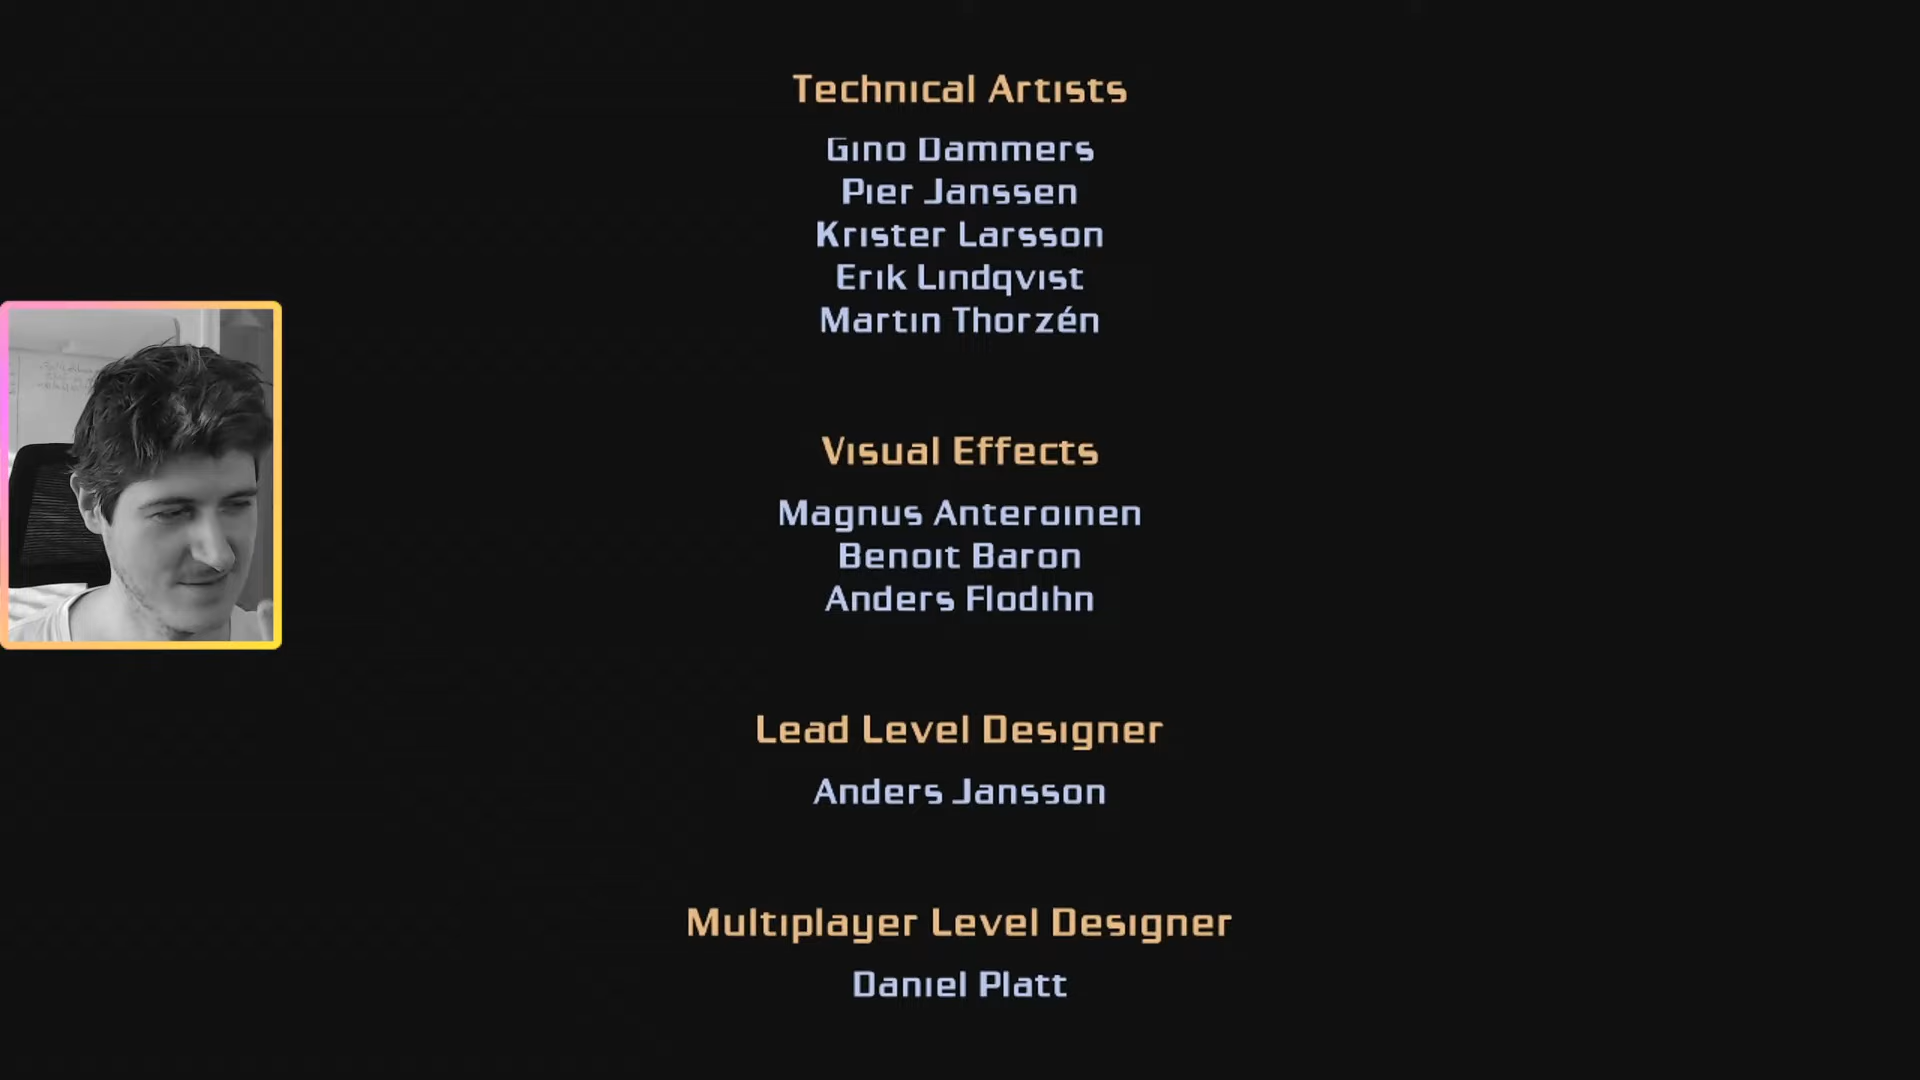 Technical Artists
Gino Dammers
Pier Janssen
Krister Larsson
Erik Lindqvist
Martin Thorzén
Visual Effects
Magnus Anteroinen
Benoit Baron
Anders Flodihn
Lead Level Designer
Anders Jansson
Multiplayer Level Designer
Daniel Platt